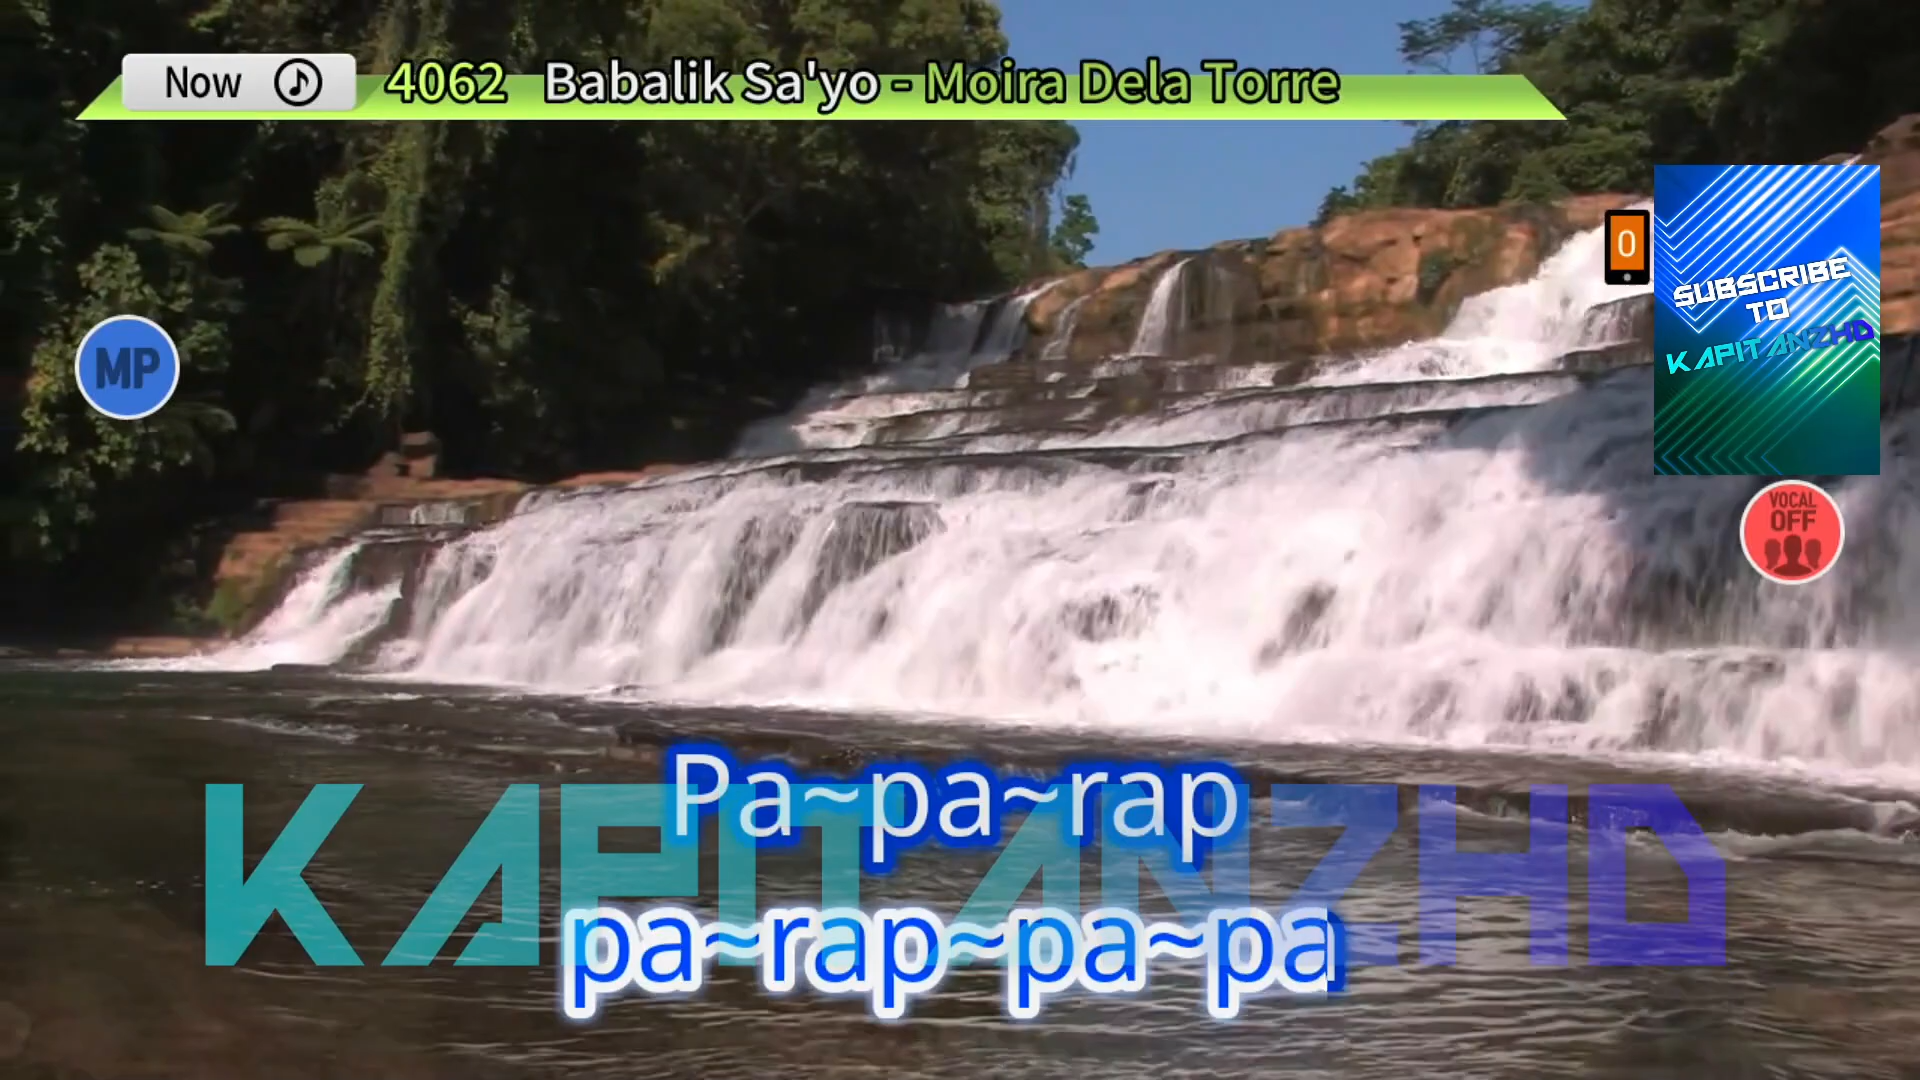 Now 4062 Babalik Sa'yo - Moira Dela Torre
0
SUBSCRIBE
TO
KAPITANZHD
MP
VOCAL
OFF
Pa~pa~rap
KAPITANZHD
pa~rap~pa~pa